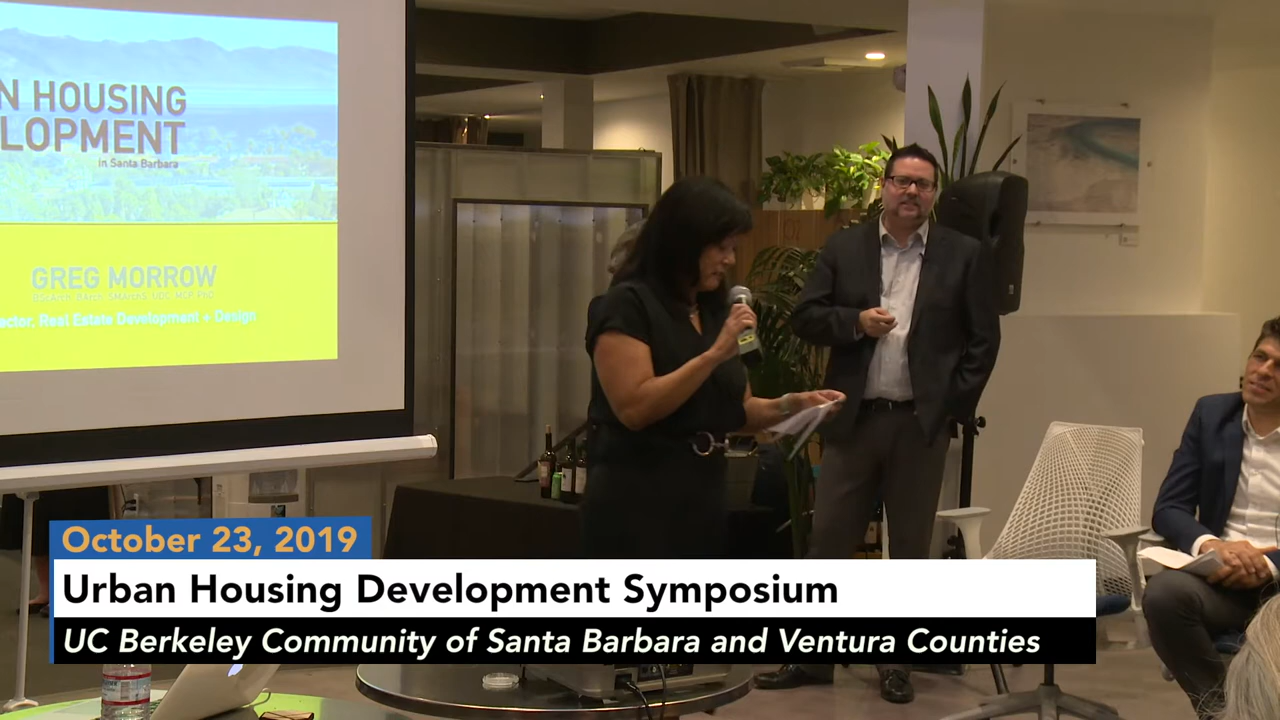 N HOUSING
LOPMENT
in Santa Barbara
GREG MORROW
ector, Real Estate Development + Design
October 23, 2019
Urban Housing Development Symposium
UC Berkeley Community of Santa Barbara and Ventura Counties